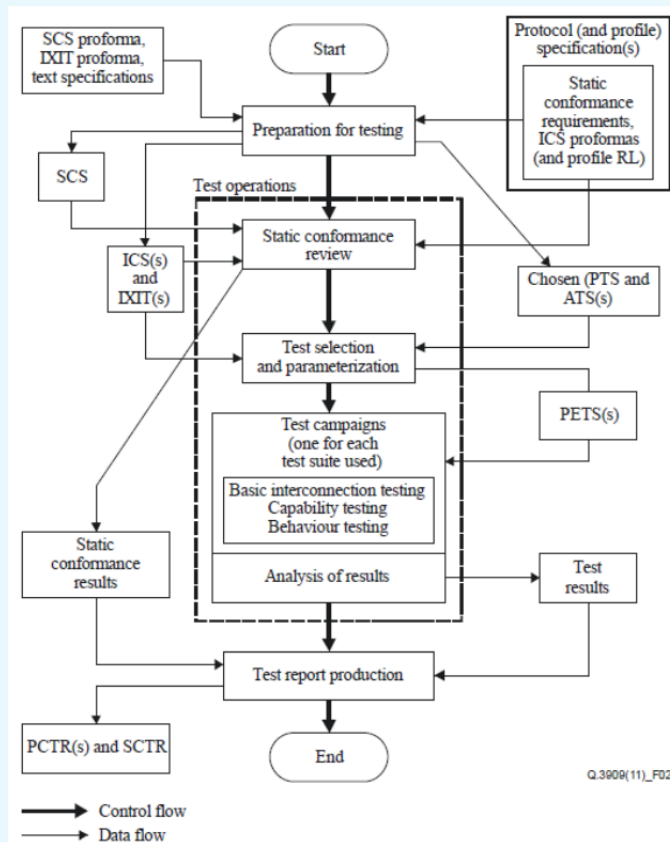 SCS proforma,
IXIT proforma,
text specifications
Start
Protocol (and profile)
specification(s)
Static
conformance
requirements,
ICS proformas
(and profile RL)
Preparation for testing
SCS
Test operations
Static conformance
review
ICS(s)
and
IXIT(s)
Chosen (PTS and
ATS(s)
Test selection
and parameterization
PETS(s)
Test campaigns
(one for each
test suite used)
Basic interconnection testing
Capability testing
Behaviour testing
Static
conformance
results
Analysis of results
Test
results
Test report production
PCTR(s) and SCTR
End
Q.3909(11)_F02
Control flow
Data flow